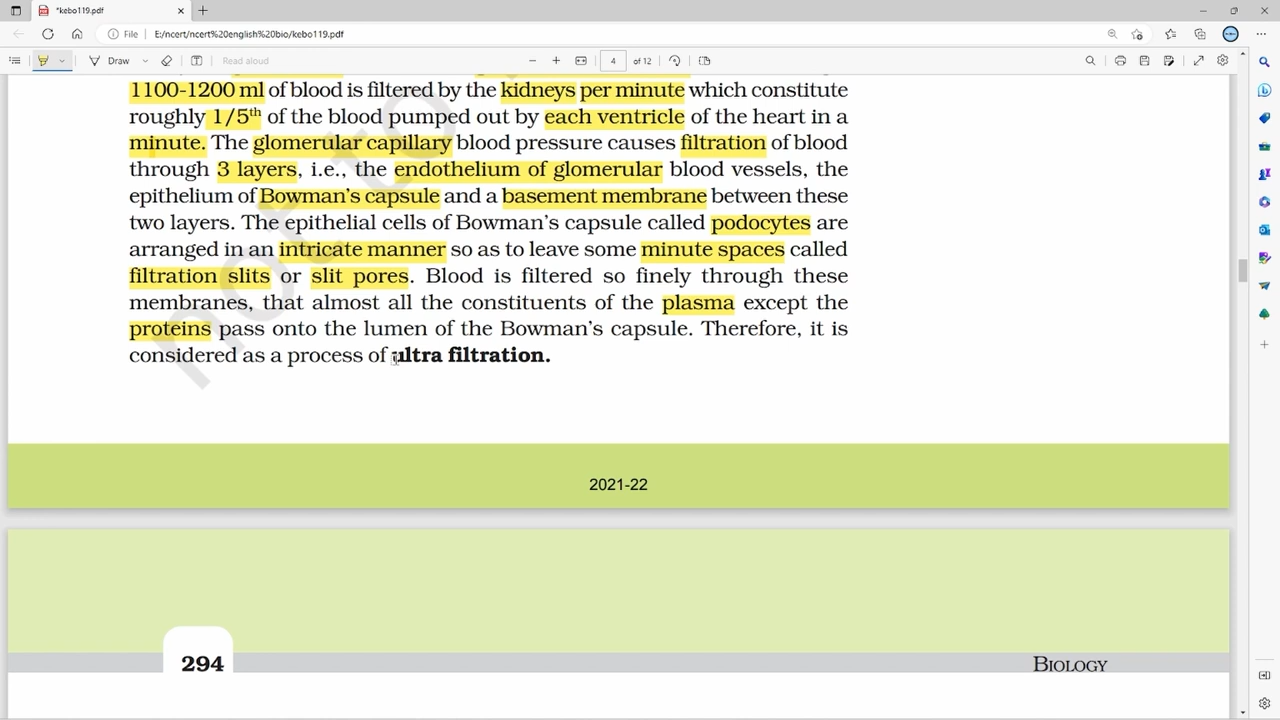 *kebo119.pdf
File E:/ncert/ncert%20english%20bio/kebo119.pdf
Draw Read aloud 4 of 12
1100-1200 ml of blood is filtered by the kidneys per minute which constitute
roughly 1/5th of the blood pumped out by each ventricle of the heart in a
minute. The glomerular capillary blood pressure causes filtration of blood
through 3 layers, i.e., the endothelium of glomerular blood vessels, the
epithelium of Bowman's capsule and a basement membrane between these
two layers. The epithelial cells of Bowman's capsule called podocytes are
arranged in an intricate manner so as to leave some minute spaces called
filtration slits or slit pores. Blood is filtered so finely through these
membranes, that almost all the constituents of the plasma except the
proteins pass onto the lumen of the Bowman's capsule. Therefore, it is
considered as a process of ultra filtration.
not to
2021-22
294 BIOLOGY